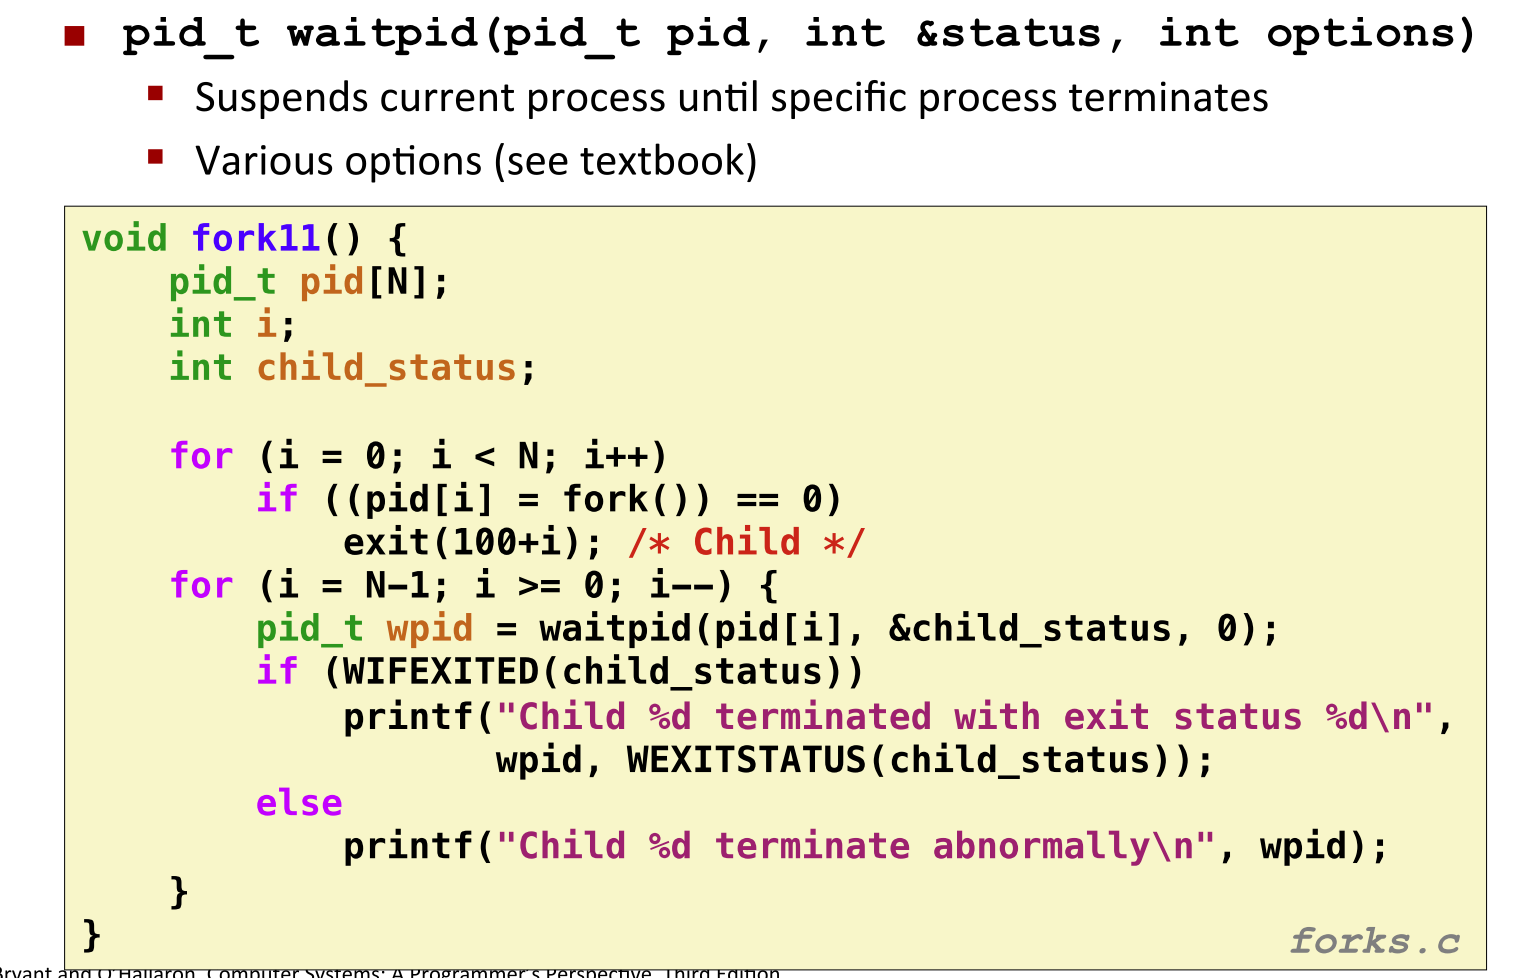 pid_t waitpid(pid_t pid, int &status, int options)
Suspends current process until specific process terminates
Various options (see textbook)
void fork11() {
    pid_t pid[N];
    int i;
    int child_status;

    for (i = 0; i < N; i++)
        if ((pid[i] = fork()) == 0)
            exit(100+i); /* Child */
    for (i = N-1; i >= 0; i--) {
        pid_t wpid = waitpid(pid[i], &child_status, 0);
        if (WIFEXITED(child_status))
            printf("Child %d terminated with exit status %d\n",
                   wpid, WEXITSTATUS(child_status));
        else
            printf("Child %d terminate abnormally\n", wpid);
    }
}
forks.c
Bryant and O'Hallaron, Computer Systems: A Programmer's Perspective, Third Edition